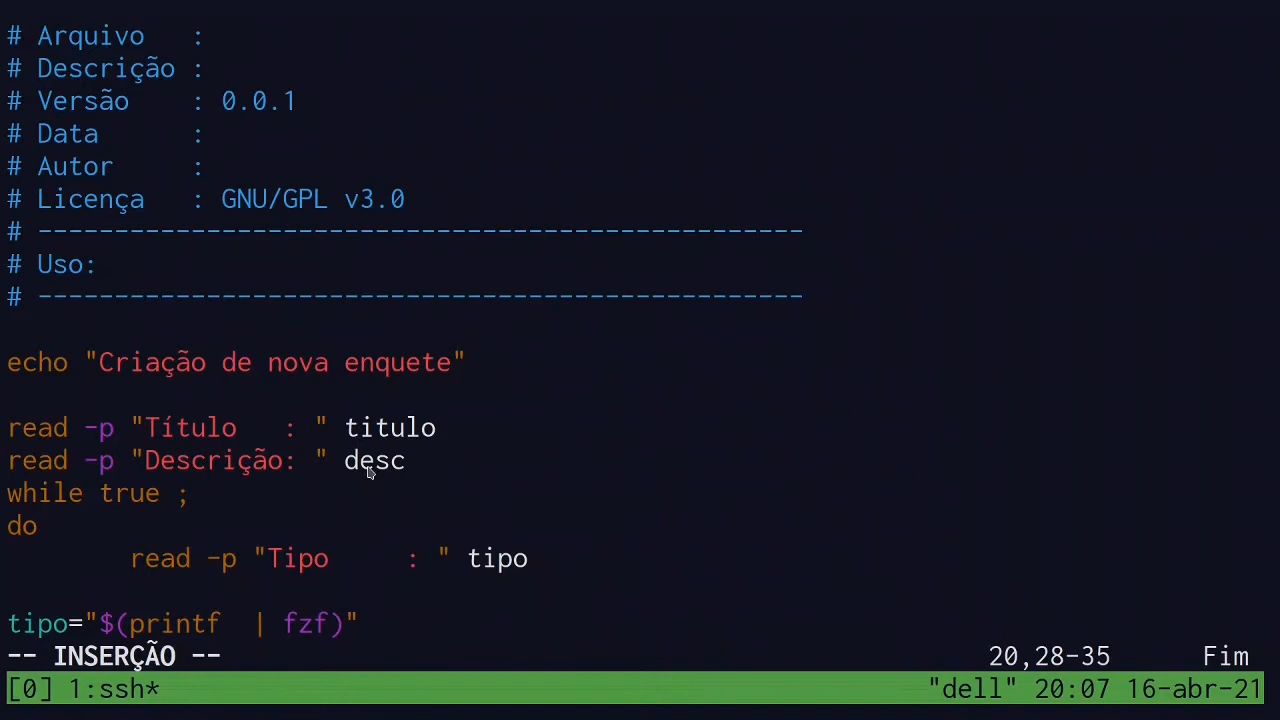 # Arquivo   :
# Descrição :
# Versão    : 0.0.1
# Data      :
# Autor     :
# Licença   : GNU/GPL v3.0
# --------------------------------------------------
# Uso:
# --------------------------------------------------
echo "Criação de nova enquete"
read -p "Título   : " titulo
read -p "Descrição: " desc
while true ;
do
        read -p "Tipo     : " tipo
tipo="$(printf  | fzf)"
-- INSERÇÃO --                                                  20,28-35      Fim
[0] 1:ssh*                                                  "dell" 20:07 16-abr-21